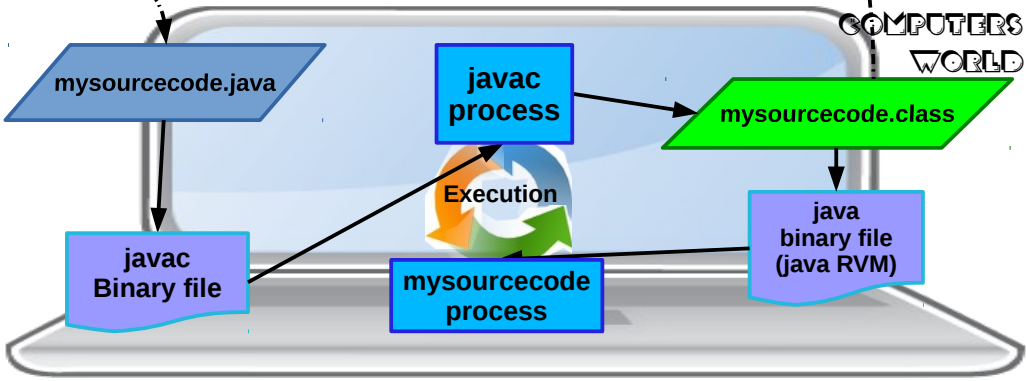 COMPUTERS
WORLD
mysourcecode.java
javac
process
mysourcecode.class
Execution
javac
Binary file
mysourcecode
process
java
binary file
(java RVM)